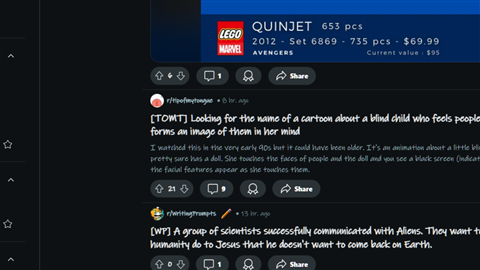 LEGO
MARVEL
QUINJET 653 pcs
2012 - Set 6869 - 735 pcs - $69.99
AVENGERS Current value : $95
6 1 Share
r/tipofmytongue • 8 hr. ago
[TOMT] Looking for the name of a cartoon about a blind child who feels people
forms an image of them in her mind
I watched this in the very early 90s but it could have been older. It's an animation about a little bli
pretty sure has a doll. She touches the faces of people and the doll and you see a black screen (indicat
the facial features appear as she touches them.
21 9 Share
r/WritingPrompts • 13 hr. ago
[WP] A group of scientists successfully communicated with Aliens. They want t
humanity do to Jesus that he doesn't want to come back on Earth.
0 1 Share